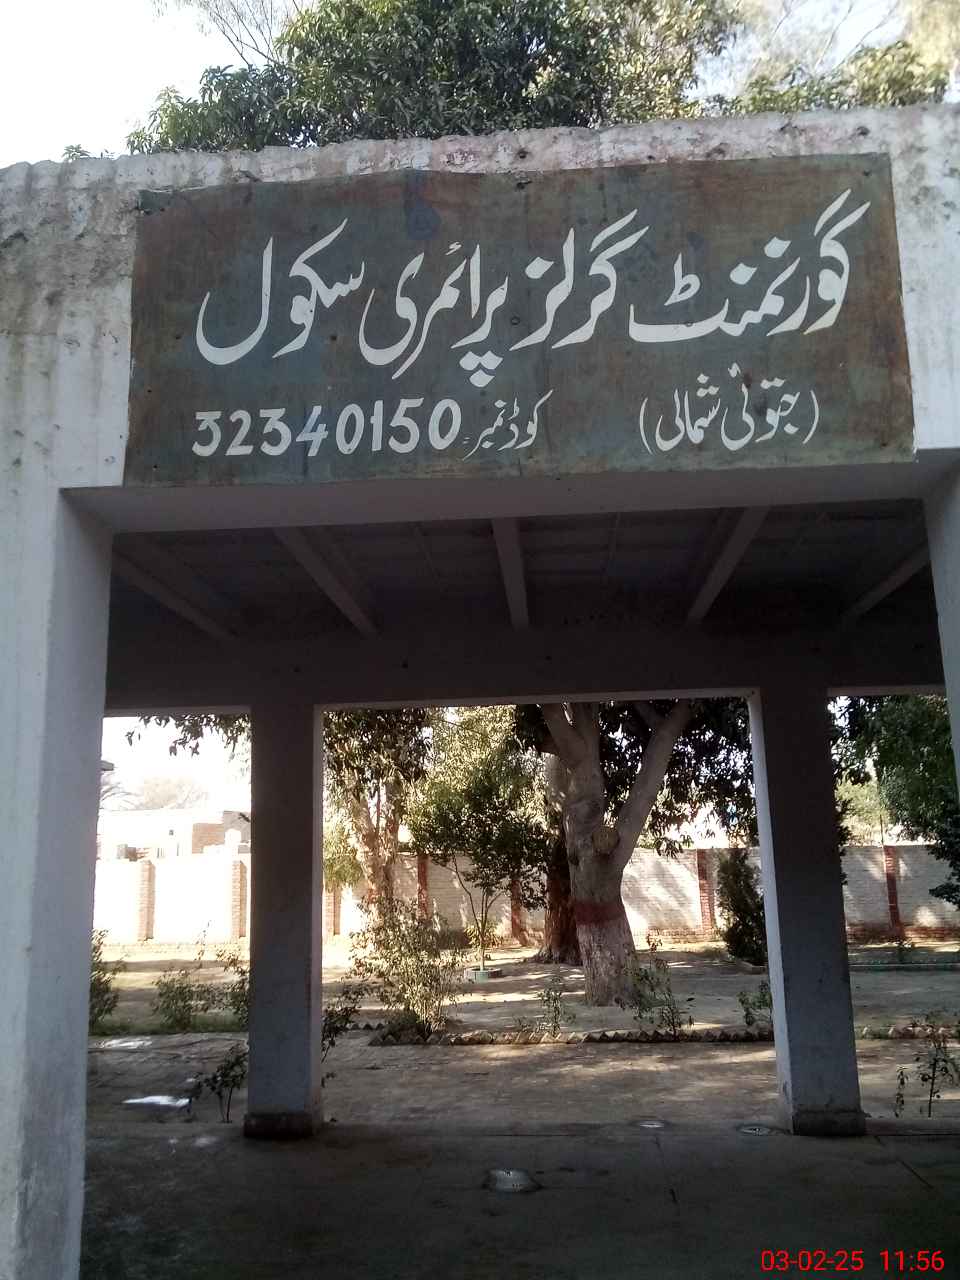 گورنمنٹ گرلز پرائمری سکول
(جتوئی شمالی) کوڈ نمبر 32340150
03-02-25 11:56